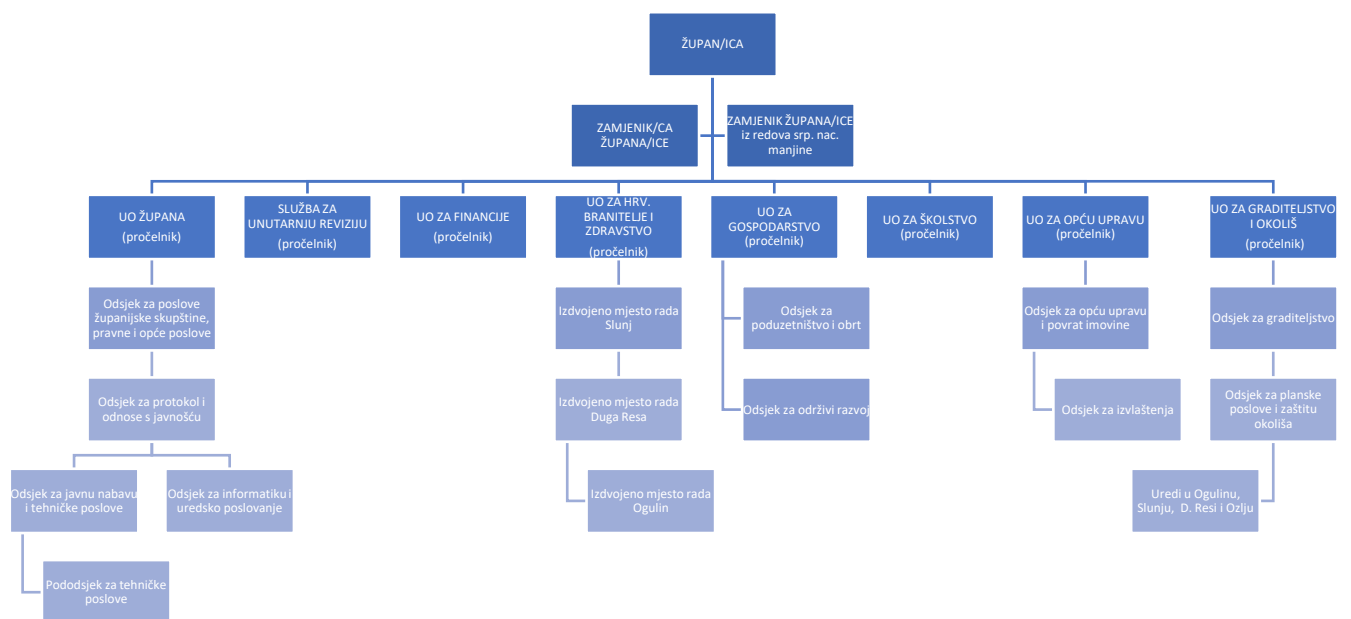 ŽUPAN/ICA
ZAMJENIK/CA
ŽUPANA/ICE
ZAMJENIK ŽUPANA/ICE
iz redova srp. nac.
manjine
UO ŽUPANA
(pročelnik)
SLUŽBA ZA
UNUTARNJU REVIZIJU
(pročelnik)
UO ZA FINANCIJE
(pročelnik)
UO ZA HRV.
BRANITELJE I
ZDRAVSTVO
(pročelnik)
UO ZA
GOSPODARSTVO
(pročelnik)
UO ZA ŠKOLSTVO
(pročelnik)
UO ZA OPĆU UPRAVU
(pročelnik)
UO ZA GRADITELJSTVO
I OKOLIŠ
(pročelnik)
Odsjek za poslove
županijske skupštine,
pravne i opće poslove
Izdvojeno mjesto rada
Slunj
Odsjek za
poduzetništvo i obrt
Odsjek za opću upravu
i povrat imovine
Odsjek za graditeljstvo
Odsjek za protokol i
odnose s javnošću
Izdvojeno mjesto rada
Duga Resa
Odsjek za održivi razvoj
Odsjek za izvlaštenja
Odsjek za planske
poslove i zaštitu
okoliša
Odsjek za javnu nabavu
i tehničke poslove
Odsjek za informatiku i
uredsko poslovanje
Izdvojeno mjesto rada
Ogulin
Uredi u Ogulinu,
Slunju, D. Resi i Ozlju
Pododsjek za tehničke
poslove